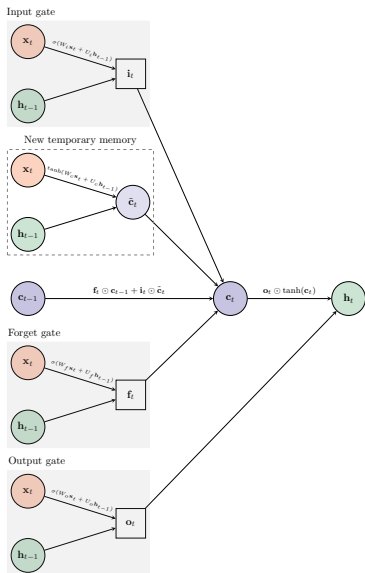 Input gate
x_t
σ(W_i x_t + U_i h_{t−1})
i_t
h_{t−1}
New temporary memory
x_t
tanh(W_c x_t + U_c h_{t−1})
c̃_t
h_{t−1}
c_{t−1}
f_t ⊙ c_{t−1} + i_t ⊙ c̃_t
c_t
o_t ⊙ tanh(c_t)
h_t
Forget gate
x_t
σ(W_f x_t + U_f h_{t−1})
f_t
h_{t−1}
Output gate
x_t
σ(W_o x_t + U_o h_{t−1})
o_t
h_{t−1}